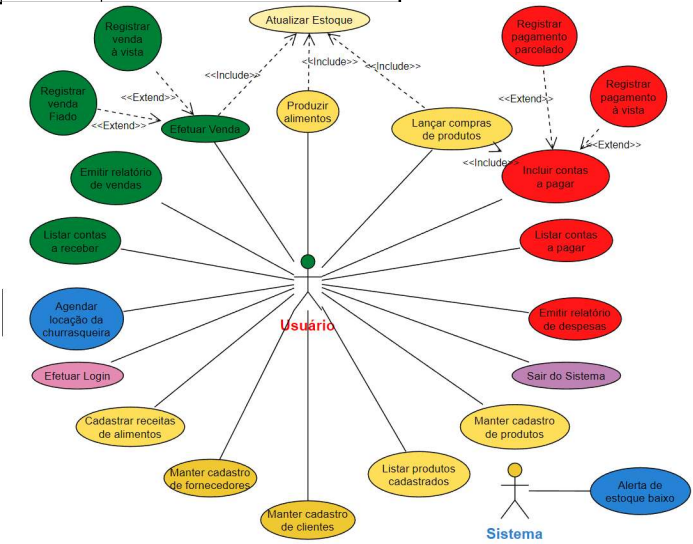 Registrar
venda
à vista
Atualizar Estoque
Registrar
pagamento
parcelado
<<Include>>
<<Include>>
<<Include>>
Registrar
venda
Fiado
<<Extend>>
<<Extend>>
Efetuar Venda
Produzir
alimentos
Lançar compras
de produtos
<<Extend>>
Registrar
pagamento
à vista
<<Extend>>
<<Include>>
Emitir relatório
de vendas
Incluir contas
a pagar
Listar contas
a receber
Listar contas
a pagar
Agendar
locação da
churrasqueira
Usuário
Emitir relatório
de despesas
Efetuar Login
Sair do Sistema
Cadastrar receitas
de alimentos
Manter cadastro
de produtos
Manter cadastro
de fornecedores
Listar produtos
cadastrados
Manter cadastro
de clientes
Alerta de
estoque baixo
Sistema